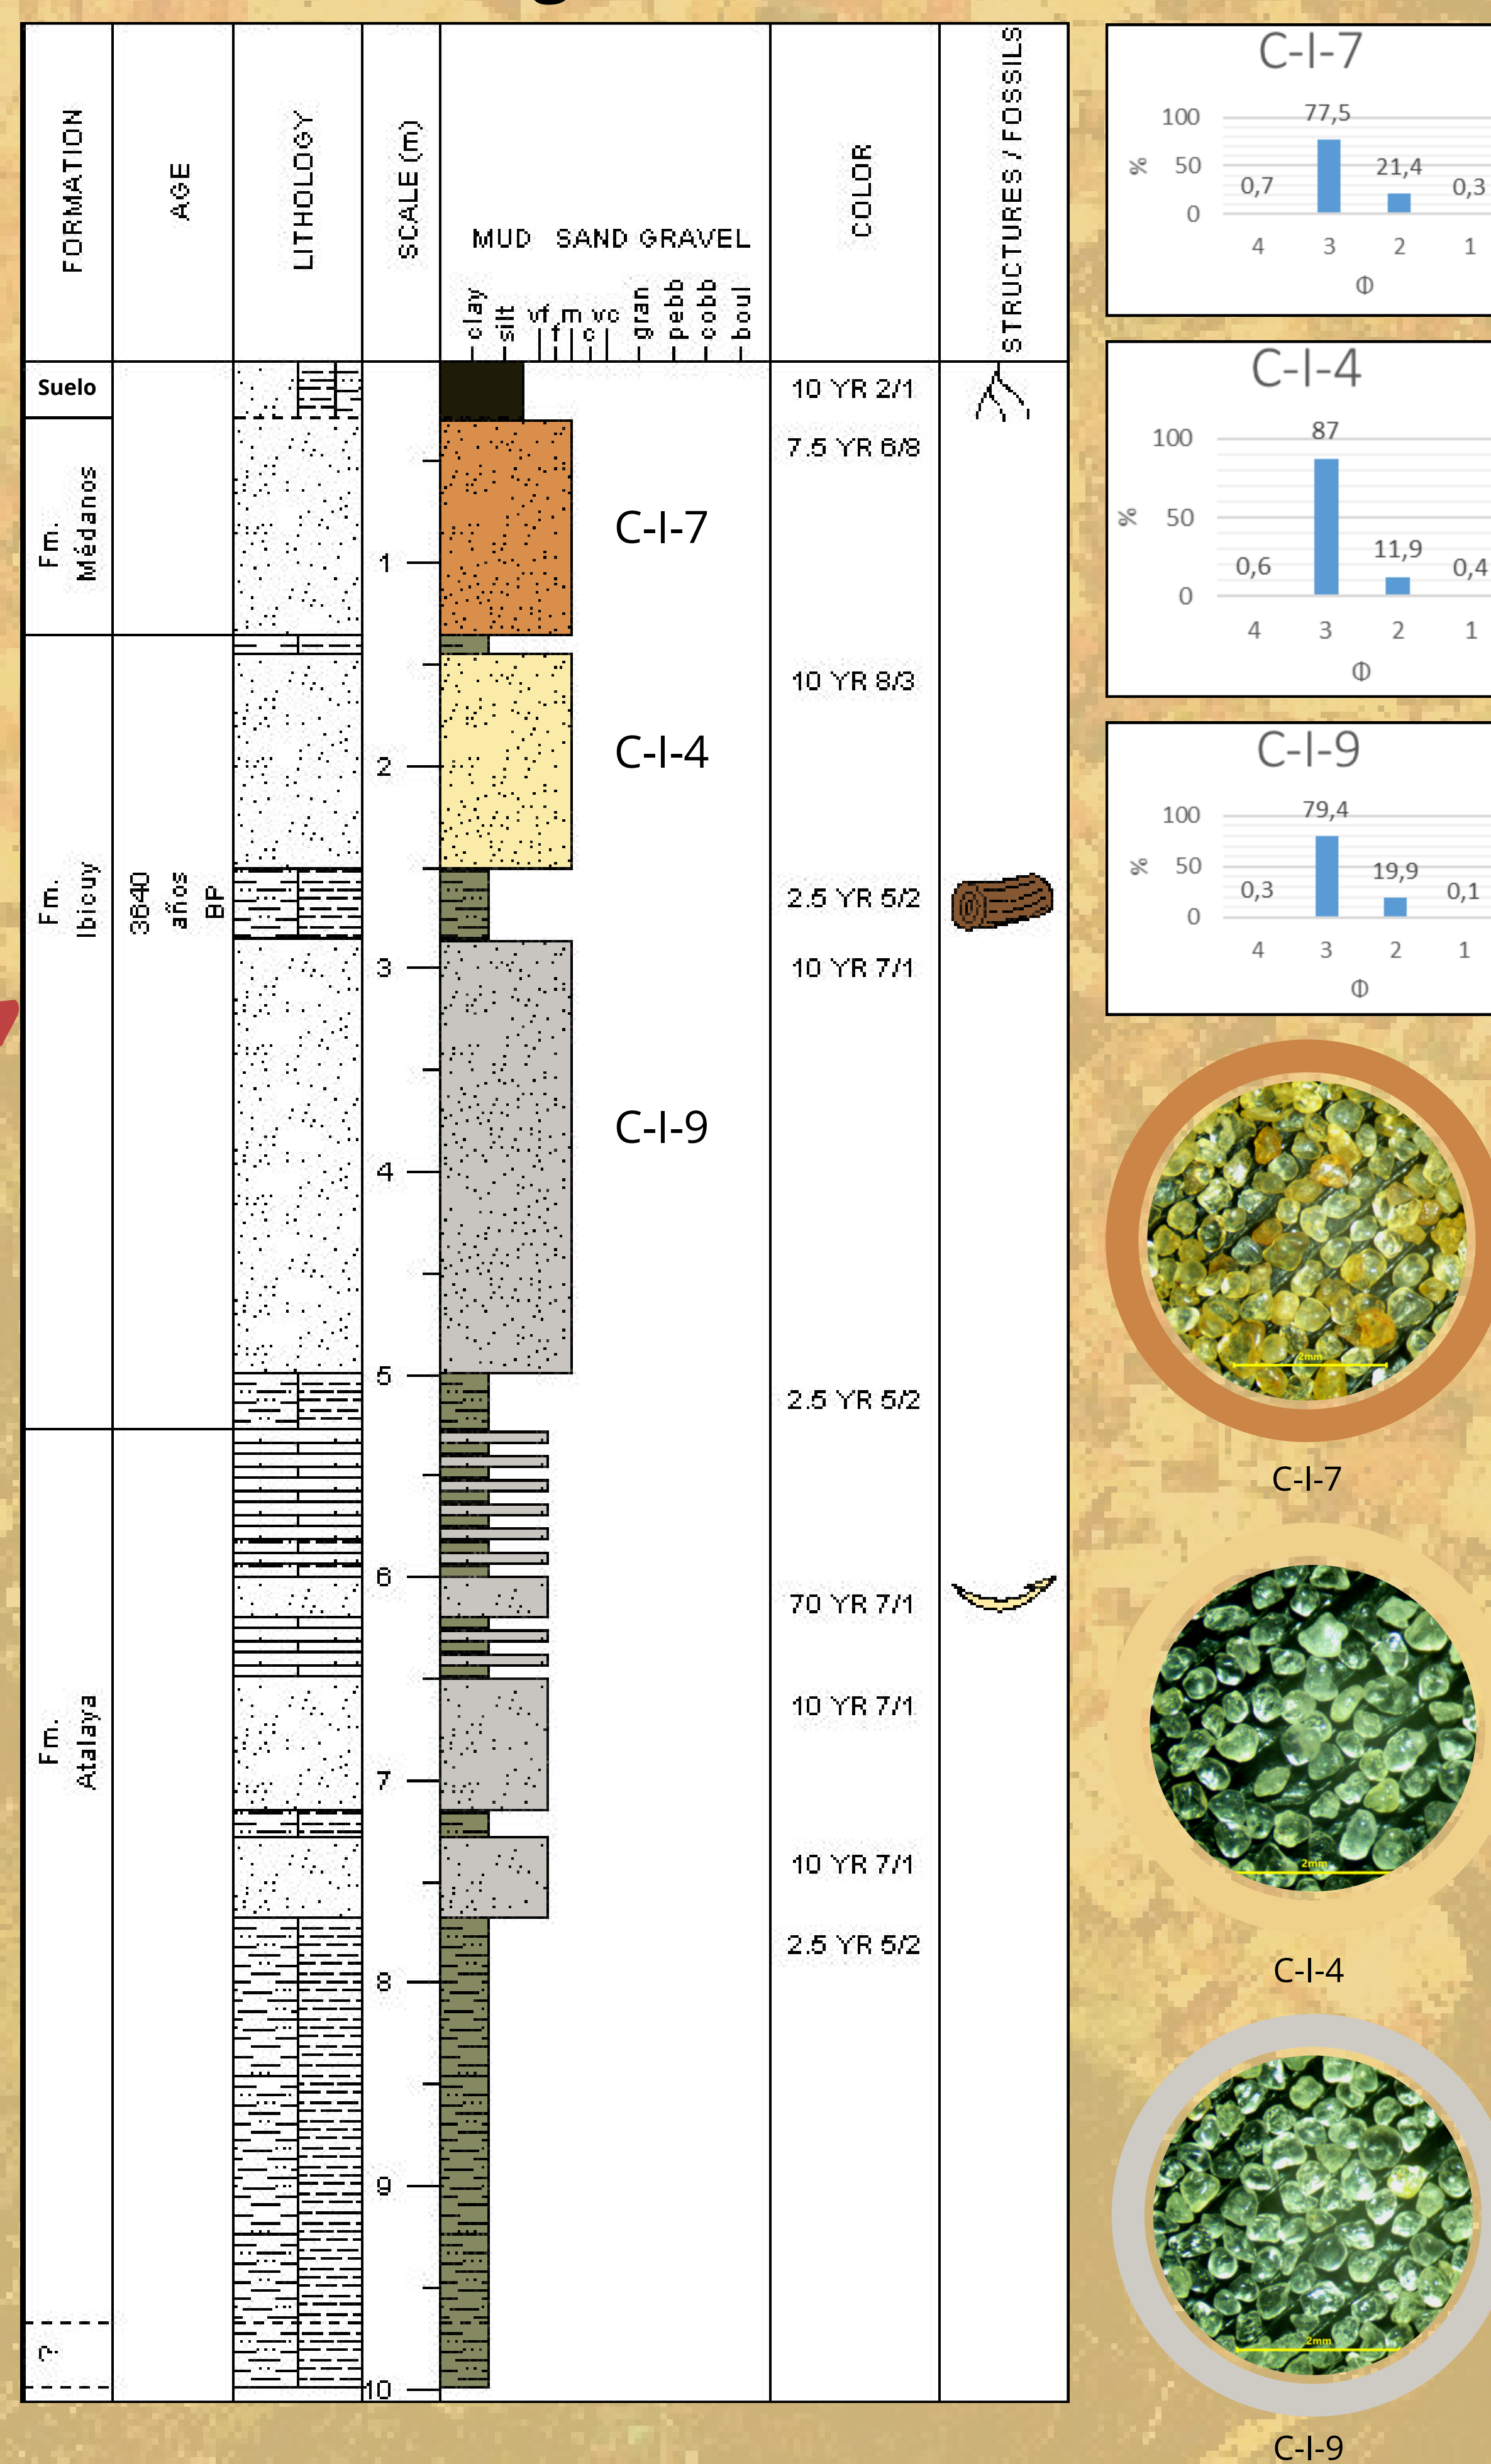 FORMATION
AGE
LITHOLOGY
SCALE (m)
MUD SAND GRAVEL
clay
silt
vf
f
m
c
vc
gran
pebb
cobb
boul
COLOR
STRUCTURES / FOSSILS
Suelo
10 YR 2/1
7.5 YR 6/8
Fm.
Médanos
C-I-7
1
10 YR 8/3
C-I-4
2
Fm.
Ibicuy
3640
años
BP
2.5 YR 5/2
10 YR 7/1
3
C-I-9
4
5
2.5 YR 5/2
6
70 YR 7/1
10 YR 7/1
Fm.
Atalaya
7
10 YR 7/1
2.5 YR 5/2
8
9
?
10
C-I-7
77,5
100
%
50
21,4
0,7
0,3
0
4 3 2 1
Φ
C-I-4
87
100
%
50
11,9
0,6
0,4
0
4 3 2 1
Φ
C-I-9
79,4
100
%
50
19,9
0,3
0,1
0
4 3 2 1
Φ
2mm
C-I-7
2mm
C-I-4
2mm
C-I-9